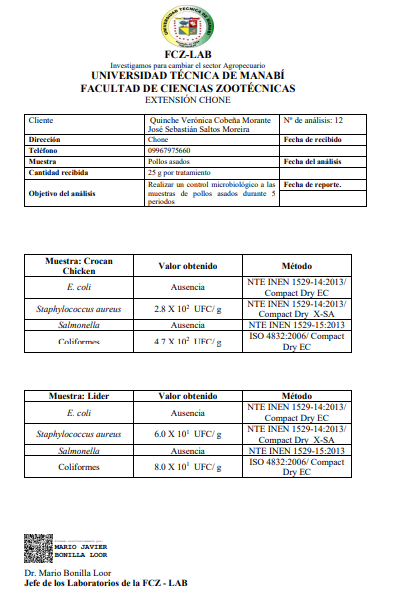 FCZ-LAB
Investigamos para cambiar el sector Agropecuario
UNIVERSIDAD TÉCNICA DE MANABÍ
FACULTAD DE CIENCIAS ZOOTÉCNICAS
EXTENSIÓN CHONE
Cliente Quinche Verónica Cobeña Morante Nº de análisis: 12
José Sebastián Saltos Moreira
Dirección Chone Fecha de recibido
Teléfono 09967975660
Muestra Pollos asados Fecha del análisis
Cantidad recibida 25 g por tratamiento
Objetivo del análisis Realizar un control microbiológico a las Fecha de reporte.
muestras de pollos asados durante 5
periodos
Muestra: Crocan Valor obtenido Método
Chicken
E. coli Ausencia NTE INEN 1529-14:2013/
Compact Dry EC
Staphylococcus aureus 2.8 X 10² UFC/ g NTE INEN 1529-14:2013/
Compact Dry X-SA
Salmonella Ausencia NTE INEN 1529-15:2013
Coliformes 4.7 X 10² UFC/ g ISO 4832:2006/ Compact
Dry EC
Muestra: Lider Valor obtenido Método
E. coli Ausencia NTE INEN 1529-14:2013/
Compact Dry EC
Staphylococcus aureus 6.0 X 10¹ UFC/ g NTE INEN 1529-14:2013/
Compact Dry X-SA
Salmonella Ausencia NTE INEN 1529-15:2013
Coliformes 8.0 X 10¹ UFC/ g ISO 4832:2006/ Compact
Dry EC
MARIO JAVIER
BONILLA LOOR
Dr. Mario Bonilla Loor
Jefe de los Laboratorios de la FCZ - LAB